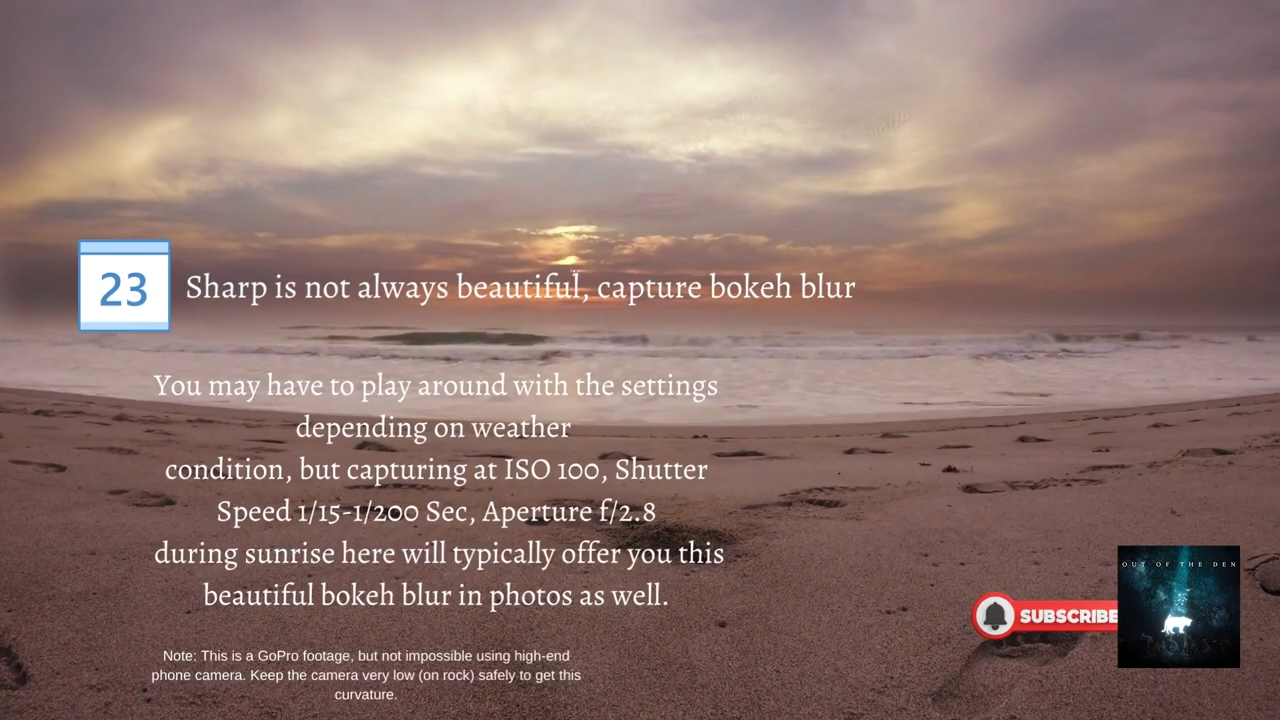 23
Sharp is not always beautiful, capture bokeh blur
You may have to play around with the settings
depending on weather
condition, but capturing at ISO 100, Shutter
Speed 1/15-1/200 Sec, Aperture f/2.8
during sunrise here will typically offer you this
beautiful bokeh blur in photos as well.
Note: This is a GoPro footage, but not impossible using high-end
phone camera. Keep the camera very low (on rock) safely to get this
curvature.
SUBSCRIBE
OUT OF THE DEN